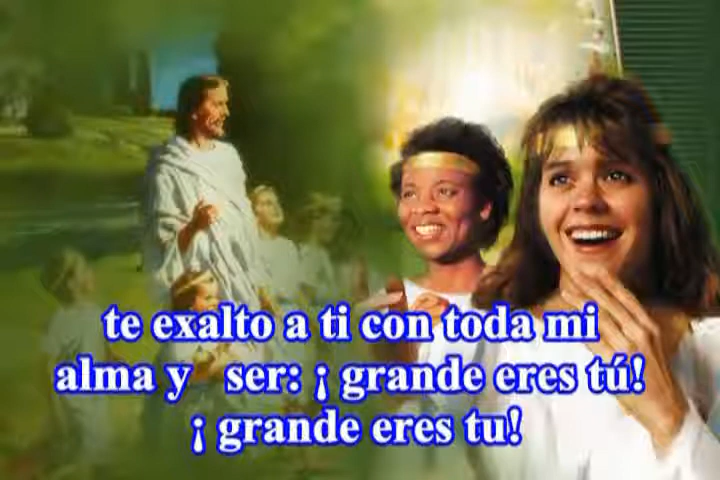 te exalto a ti con toda mi
alma y ser: ¡ grande eres tú!
¡ grande eres tu!